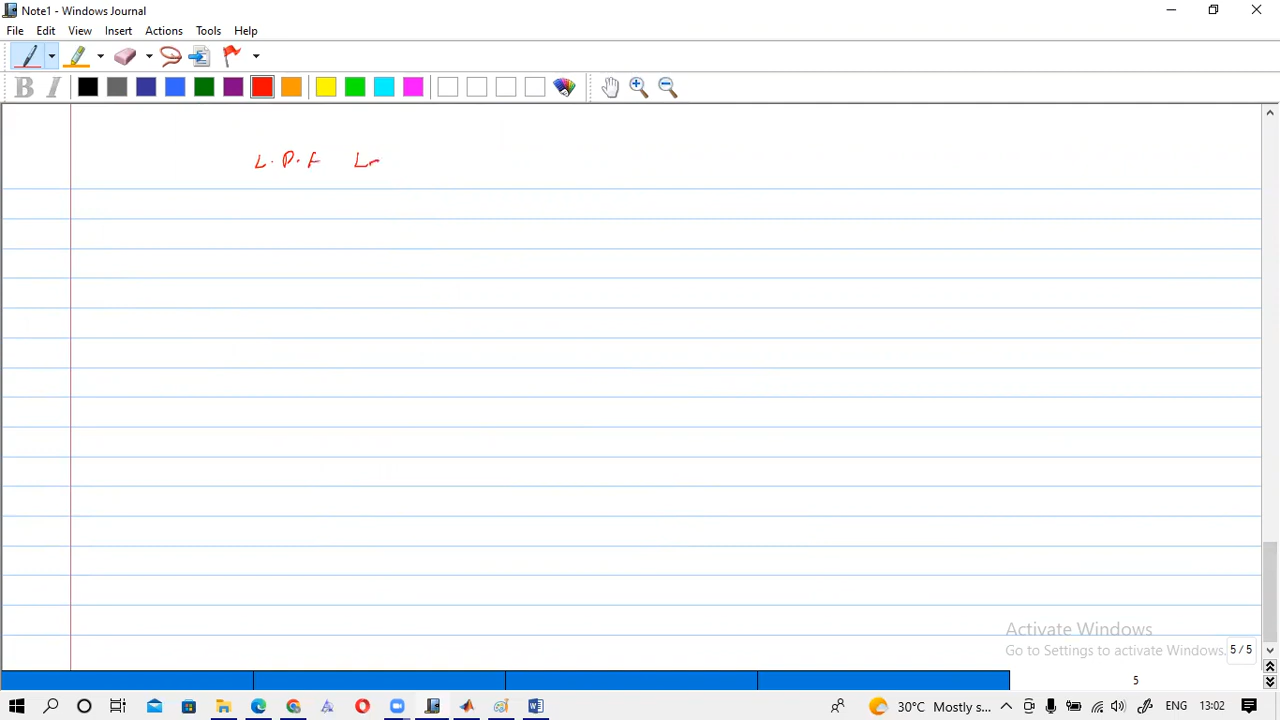 Note1 - Windows Journal
File Edit View Insert Actions Tools Help
B I
L.P.F
Activate Windows
Go to Settings to activate Windows.
5 / 5
5
30°C Mostly s... ENG 13:02